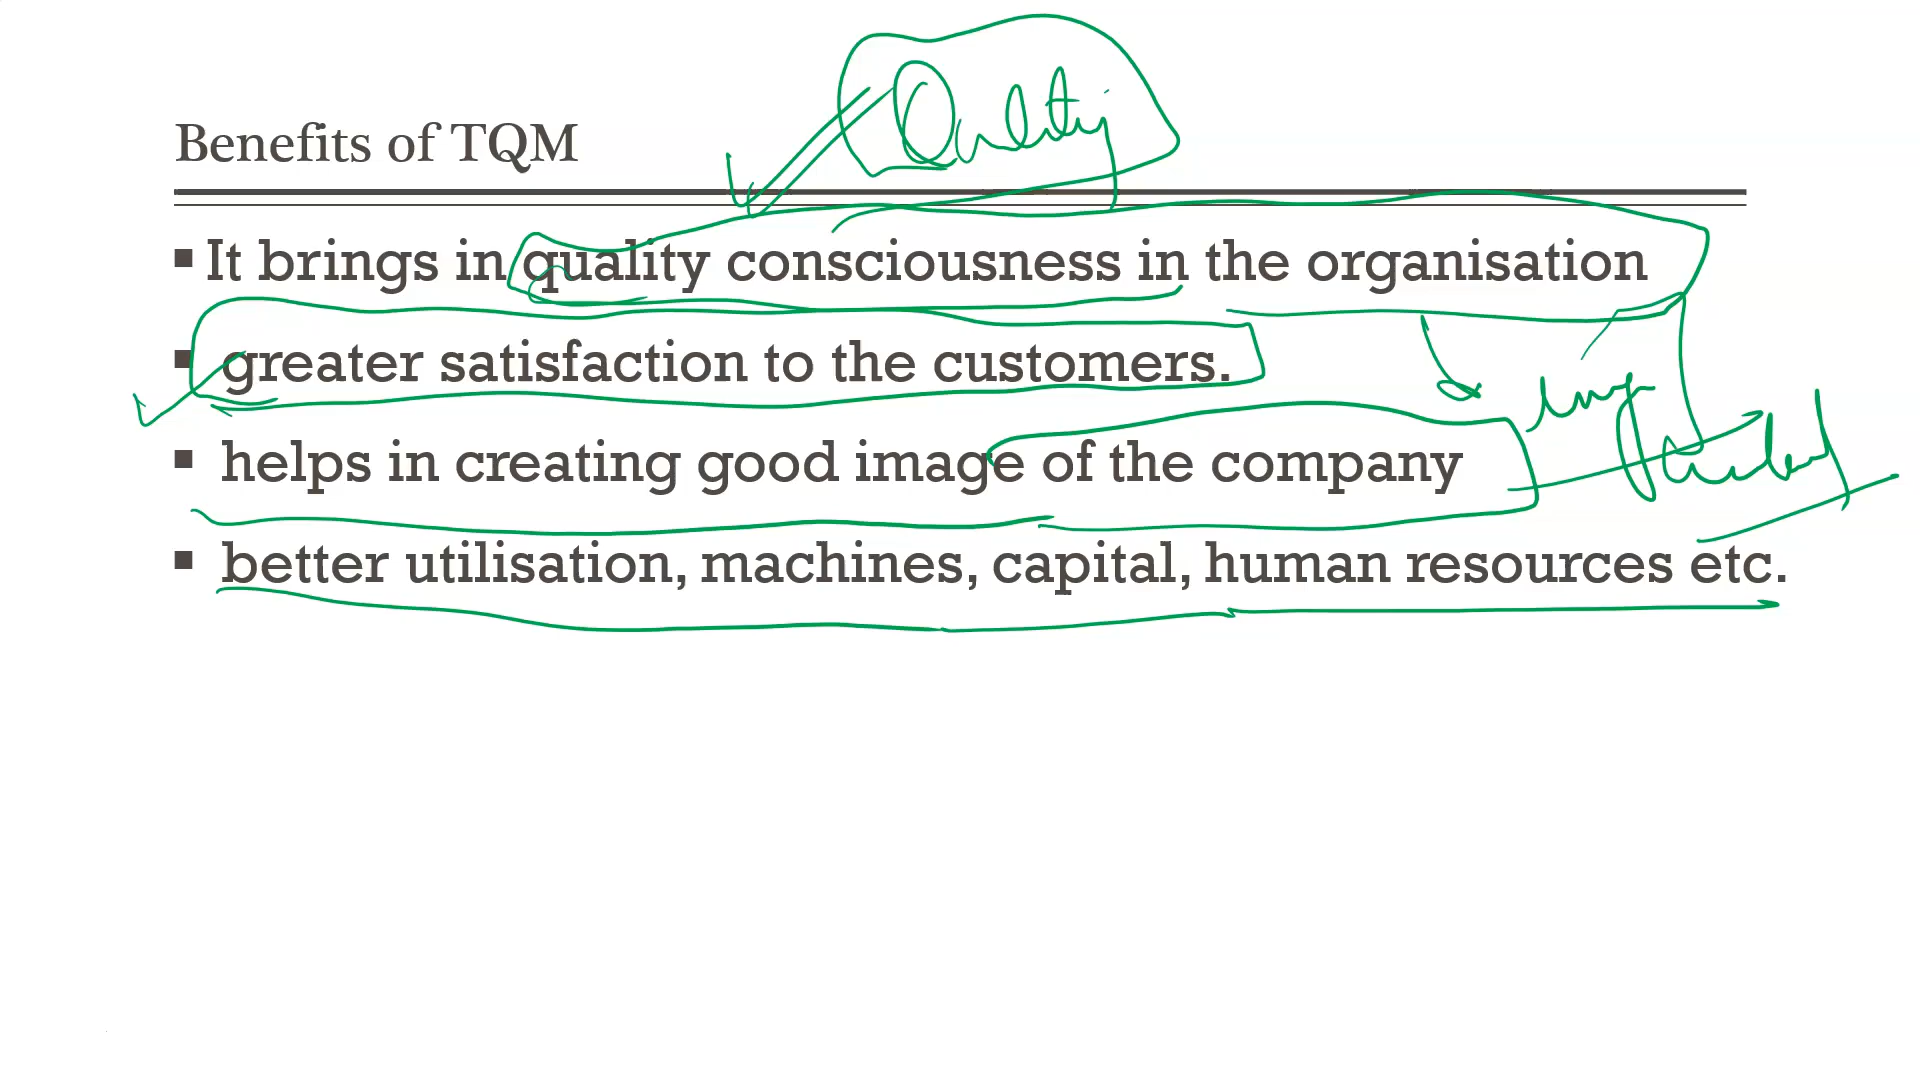 Quality
Benefits of TQM
▪ It brings in quality consciousness in the organisation
▪ greater satisfaction to the customers.
▪ helps in creating good image of the company
▪ better utilisation, machines, capital, human resources etc.